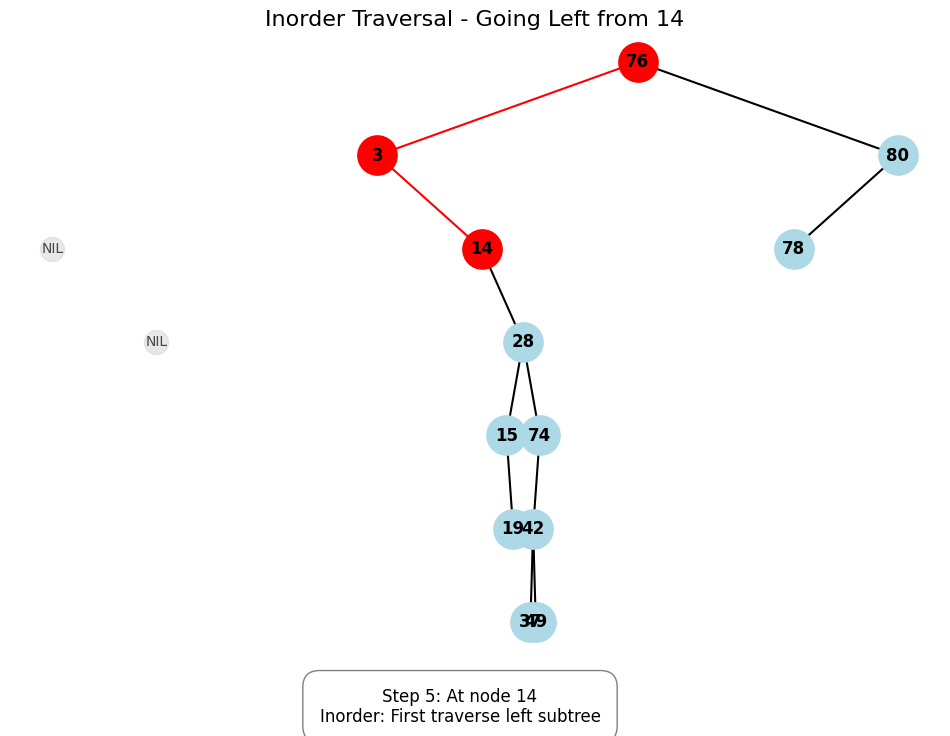 Inorder Traversal - Going Left from 14
76
3
80
NIL
14
78
NIL
28
15
74
19
42
49
Step 5: At node 14
Inorder: First traverse left subtree